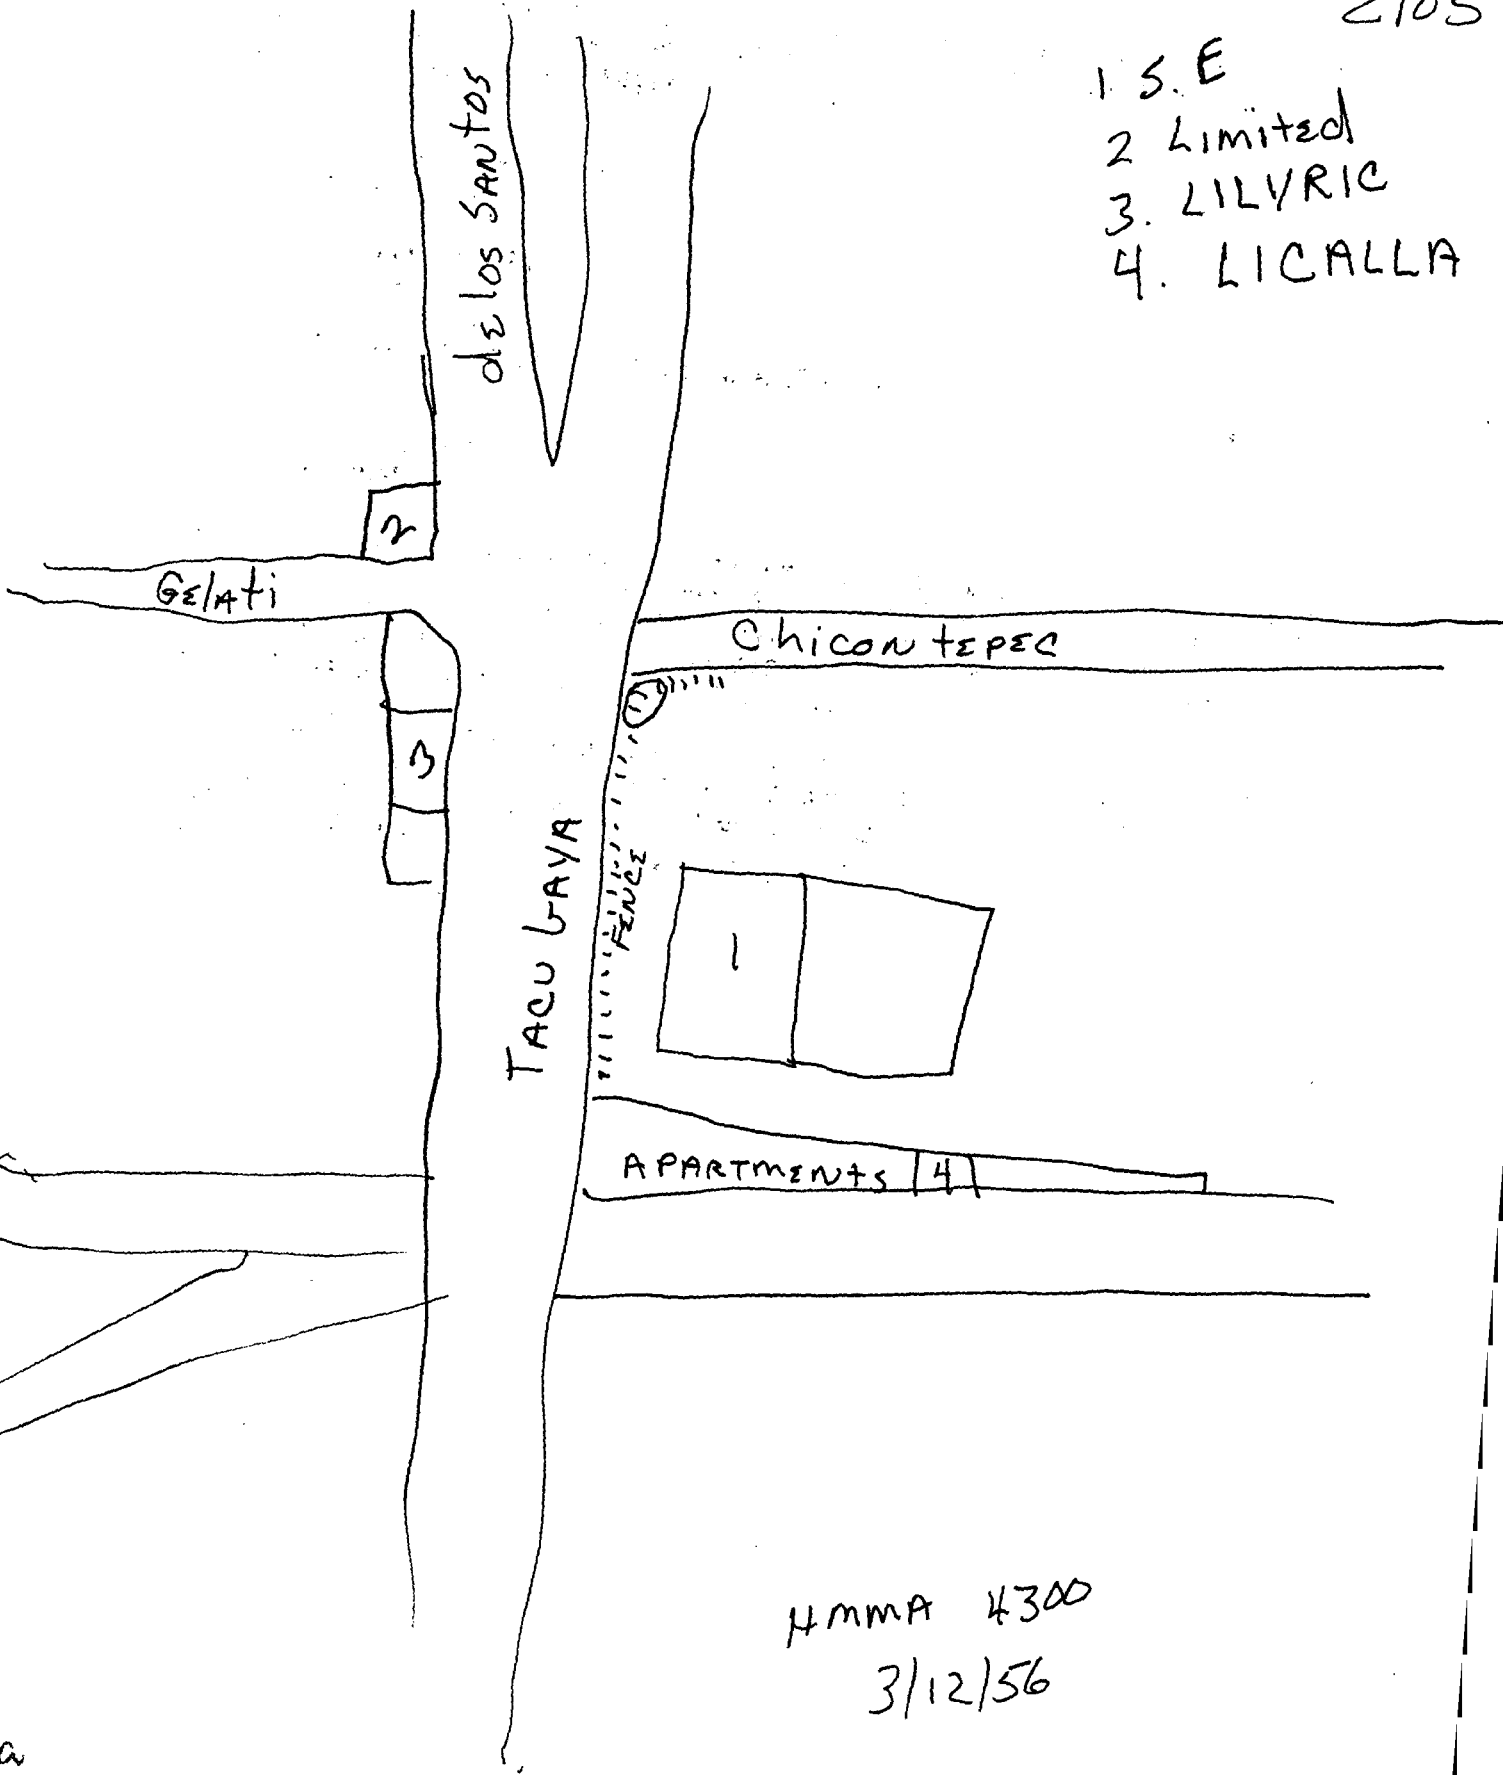 1 S. E
2 Limited
3. LILYRIC
4. LICALLA
de los Santos
2
Gelati
Chicontepec
3
TACUBAYA
FENCE
1
APARTMENTS
4
HMMA 4300
3/12/56